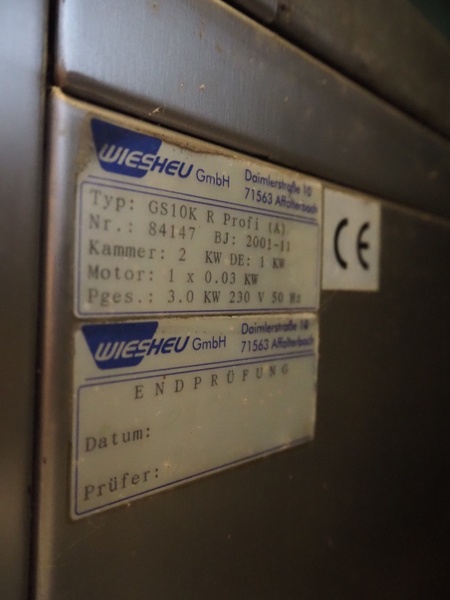 WIESHEU GmbH Daimlerstraße 10
71563 Affalterbach
Typ: GS10K R Profi (A)
Nr.: 84147 BJ: 2001-11
Kammer: 2 KW DE: 1 KW
Motor: 1 x 0.03 KW
Pges.: 3.0 KW 230 V 50 Hz
CE
WIESHEU GmbH Daimlerstraße 10
71563 Affalterbach
ENDPRÜFUNG
Datum:
Prüfer: